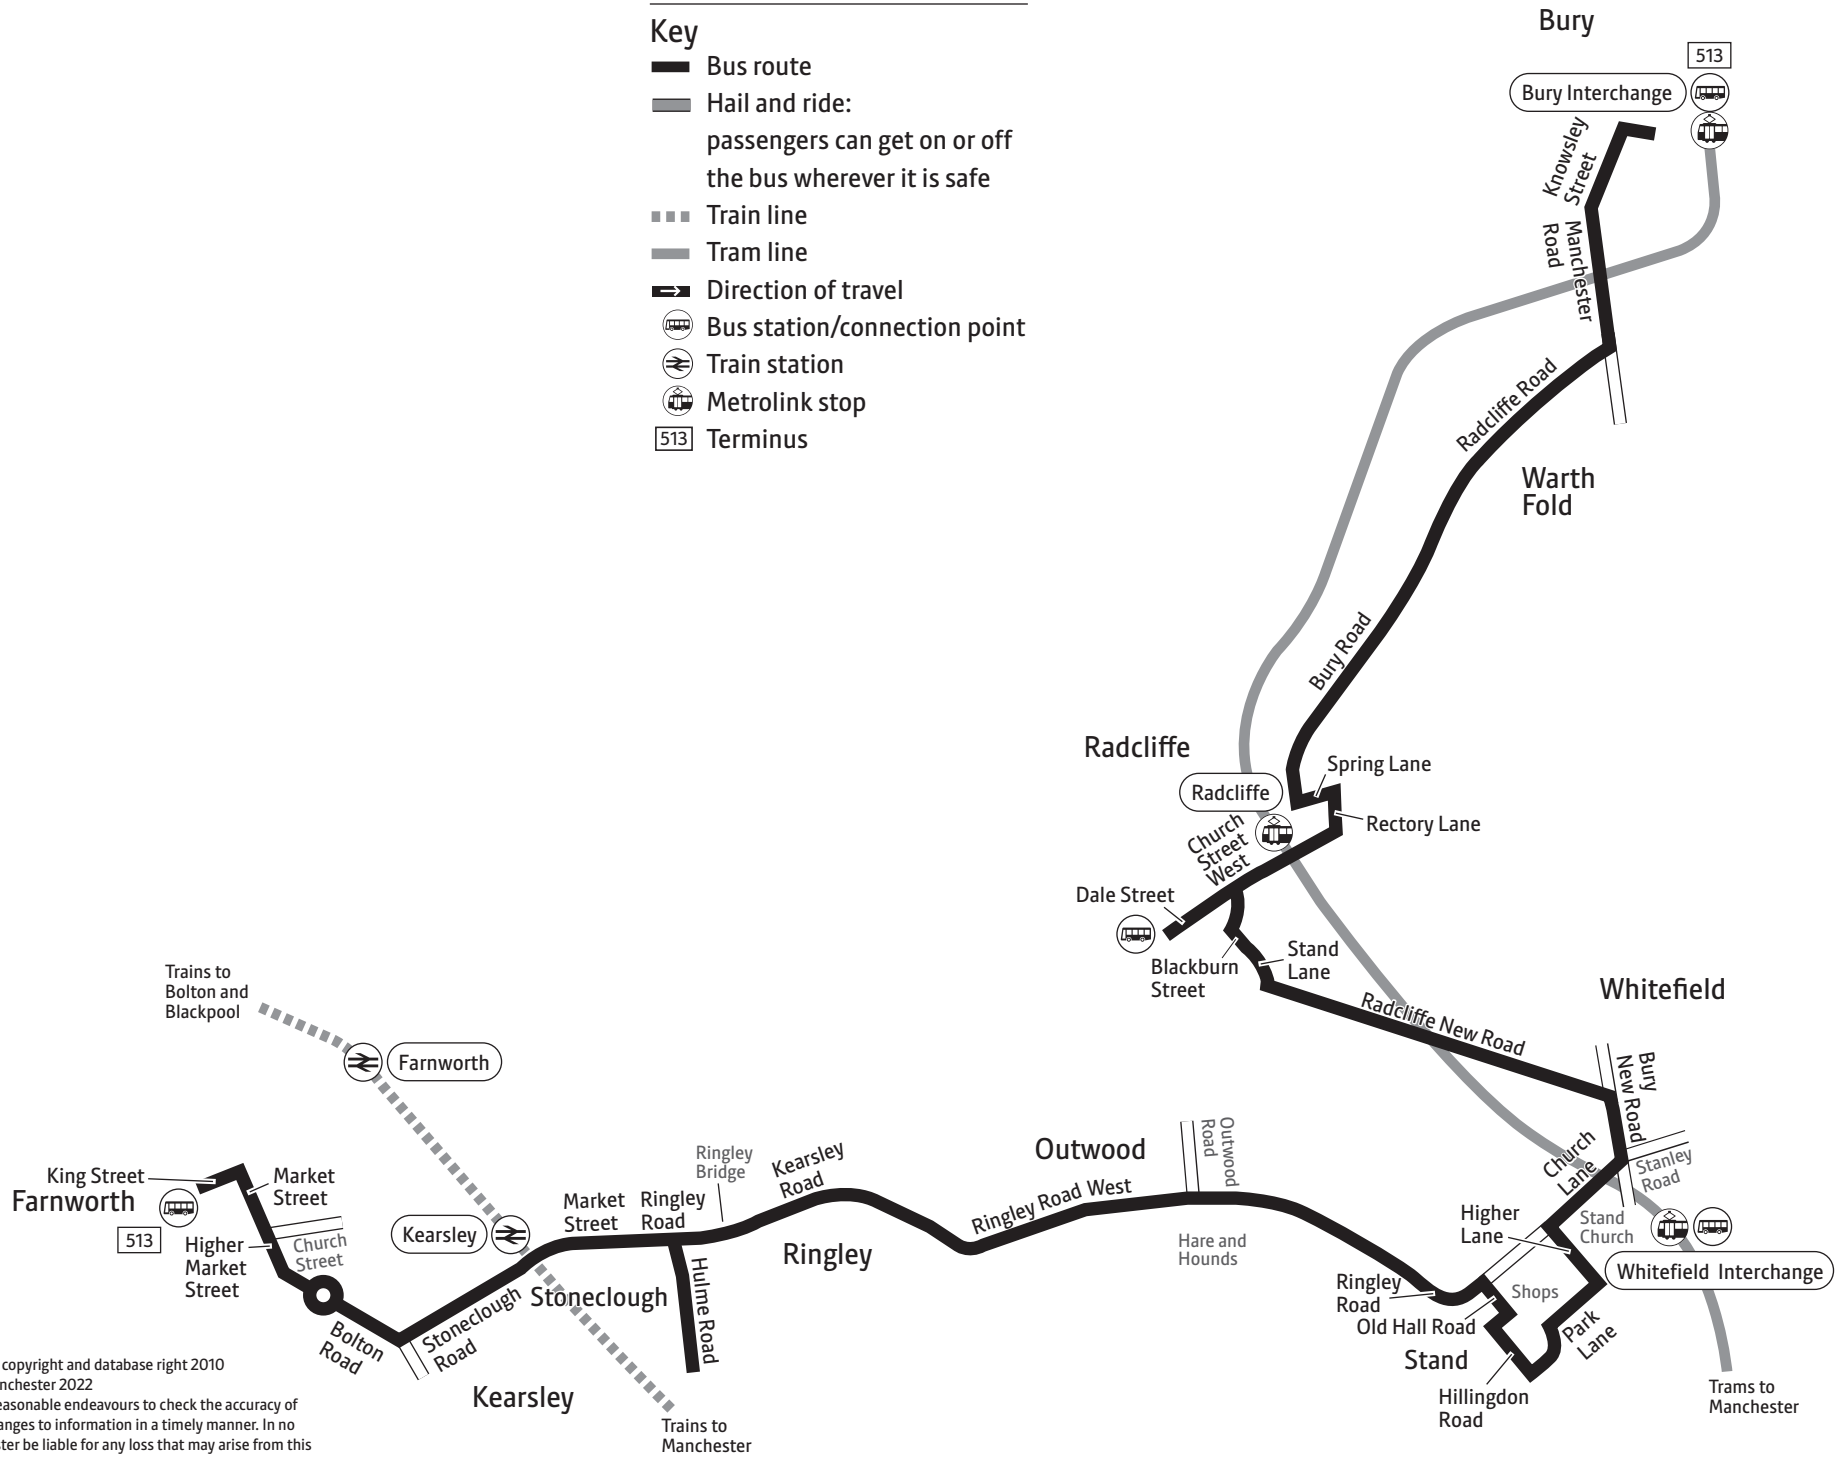 Key
Bus route
Hail and ride:
passengers can get on or off
the bus wherever it is safe
Train line
Tram line
Direction of travel
Bus station/connection point
Train station
Metrolink stop
513 Terminus
Bury
513
Bury Interchange
Knowsley
Street
Manchester
Road
Radcliffe Road
Warth
Fold
Bury Road
Radcliffe
Spring Lane
Radcliffe
Rectory Lane
Church
Street
West
Dale Street
Stand
Lane
Blackburn
Street
Whitefield
Radcliffe New Road
Bury
New Road
Church
Lane
Stanley
Road
Higher
Lane
Stand
Church
Whitefield Interchange
Shops
Ringley
Road
Old Hall Road
Park
Lane
Stand
Hillingdon
Road
Trams to
Manchester
Outwood
Outwood
Road
Ringley Road West
Hare and
Hounds
Ringley
Bridge
Kearsley
Road
Market
Street
Ringley
Road
Ringley
Hulme Road
Stoneclough
Trains to
Bolton and
Blackpool
Farnworth
Kearsley
King Street
Farnworth
513
Market
Street
Higher
Market
Street
Church
Street
Bolton
Road
Stoneclough
Road
Kearsley
Trains to
Manchester
copyright and database right 2010
nchester 2022
easonable endeavours to check the accuracy of
anges to information in a timely manner. In no
ster be liable for any loss that may arise from this